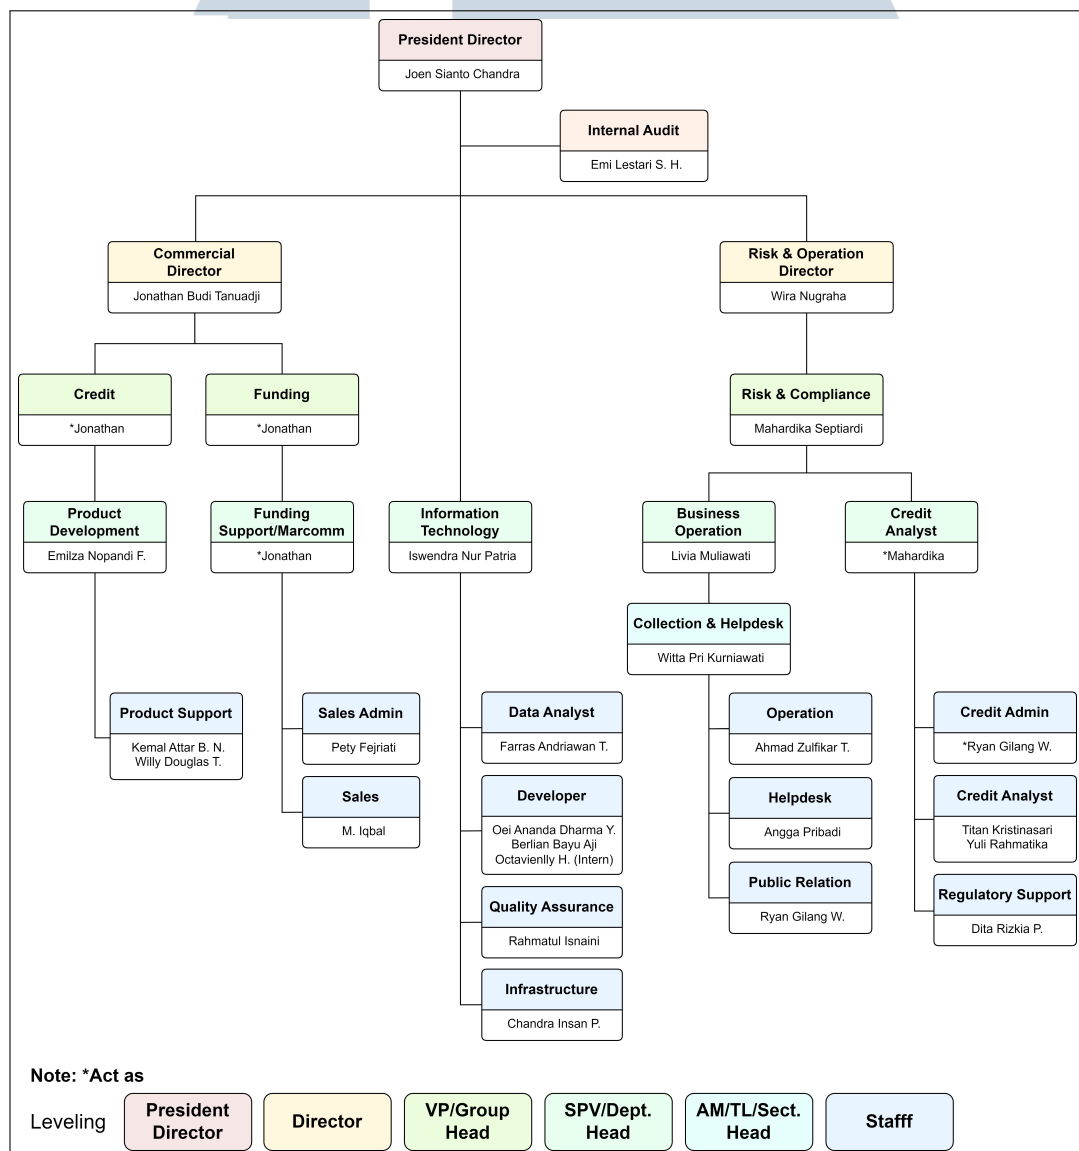 President Director
Joen Sianto Chandra
Internal Audit
Emi Lestari S. H.
Commercial
Director
Jonathan Budi Tanuadji
Risk & Operation
Director
Wira Nugraha
Credit
*Jonathan
Funding
*Jonathan
Risk & Compliance
Mahardika Septiardi
Product
Development
Emilza Nopandi F.
Funding
Support/Marcomm
*Jonathan
Information
Technology
Iswendra Nur Patria
Business
Operation
Livia Muliawati
Credit
Analyst
*Mahardika
Collection & Helpdesk
Witta Pri Kurniawati
Product Support
Kemal Attar B. N.
Willy Douglas T.
Sales Admin
Pety Fejriati
Sales
M. Iqbal
Data Analyst
Farras Andriawan T.
Developer
Oei Ananda Dharma Y.
Berlian Bayu Aji
Octavienlly H. (Intern)
Quality Assurance
Rahmatul Isnaini
Infrastructure
Chandra Insan P.
Operation
Ahmad Zulfikar T.
Helpdesk
Angga Pribadi
Public Relation
Ryan Gilang W.
Credit Admin
*Ryan Gilang W.
Credit Analyst
Titan Kristinasari
Yuli Rahmatika
Regulatory Support
Dita Rizkia P.
Note: *Act as
Leveling
President
Director
Director
VP/Group
Head
SPV/Dept.
Head
AM/TL/Sect.
Head
Stafff